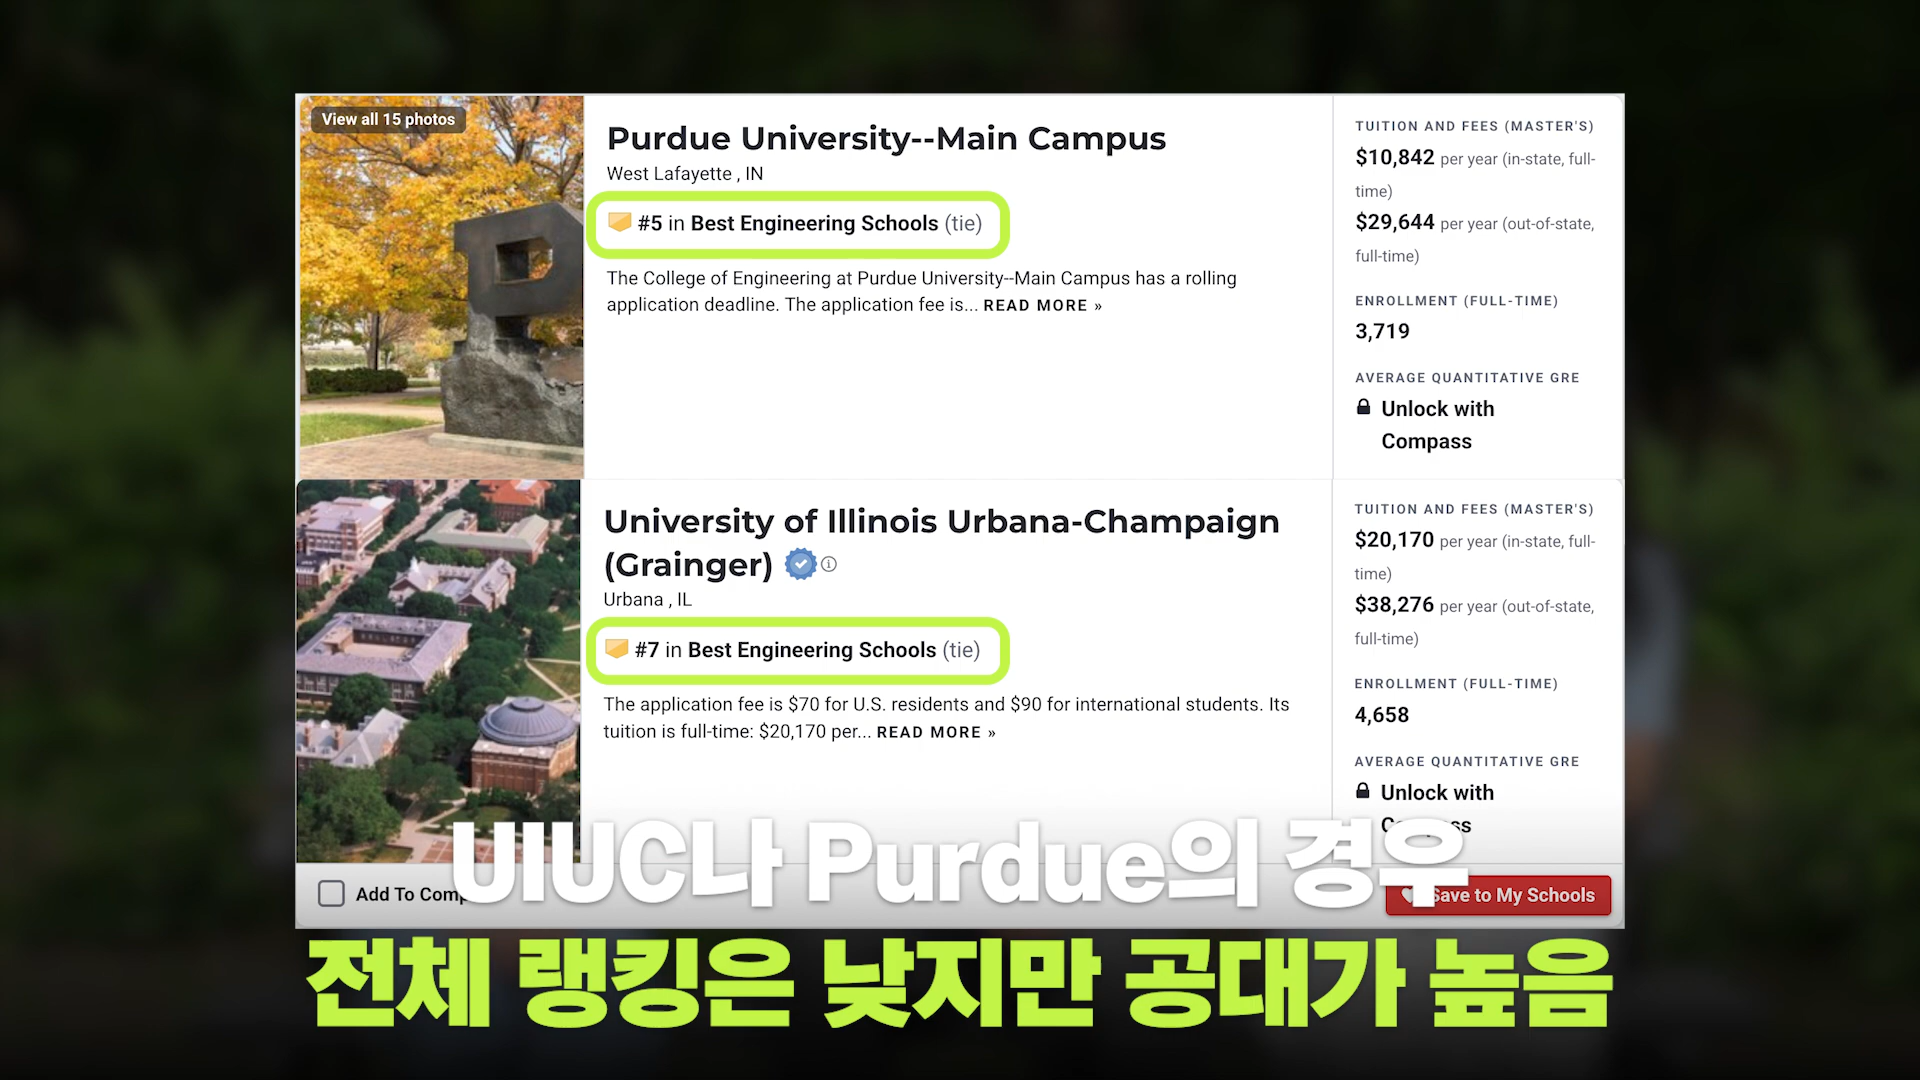 View all 15 photos
Purdue University--Main Campus
West Lafayette , IN
#5 in Best Engineering Schools (tie)
The College of Engineering at Purdue University--Main Campus has a rolling
application deadline. The application fee is... READ MORE »
TUITION AND FEES (MASTER'S)
$10,842 per year (in-state, full-
time)
$29,644 per year (out-of-state,
full-time)
ENROLLMENT (FULL-TIME)
3,719
AVERAGE QUANTITATIVE GRE
Unlock with
Compass
University of Illinois Urbana-Champaign
(Grainger)
Urbana , IL
#7 in Best Engineering Schools (tie)
The application fee is $70 for U.S. residents and $90 for international students. Its
tuition is full-time: $20,170 per... READ MORE »
TUITION AND FEES (MASTER'S)
$20,170 per year (in-state, full-
time)
$38,276 per year (out-of-state,
full-time)
ENROLLMENT (FULL-TIME)
4,658
AVERAGE QUANTITATIVE GRE
Unlock with
Add To
Save to My Schools
UIUC나 Purdue의 경우
전체 랭킹은 낮지만 공대가 높음